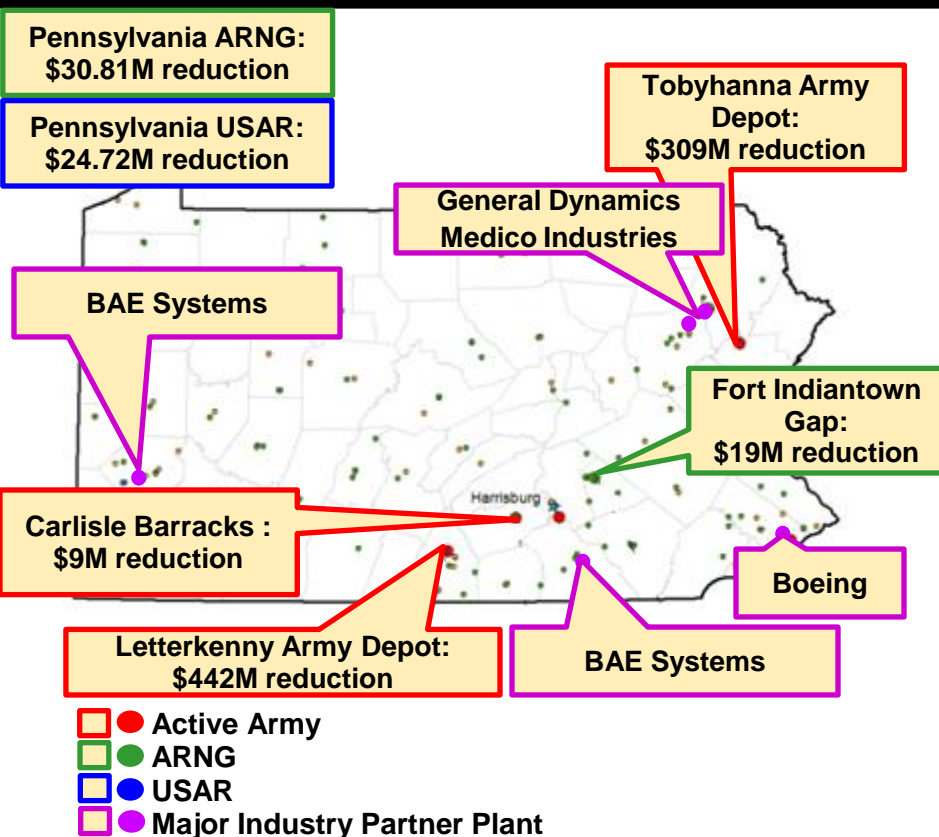 Pennsylvania ARNG:
$30.81M reduction
Pennsylvania USAR:
$24.72M reduction
Tobyhanna Army
Depot:
$309M reduction
General Dynamics
Medico Industries
BAE Systems
Fort Indiantown
Gap:
$19M reduction
Harrisburg
Carlisle Barracks :
$9M reduction
Boeing
Letterkenny Army Depot:
$442M reduction
BAE Systems
Active Army
ARNG
USAR
Major Industry Partner Plant